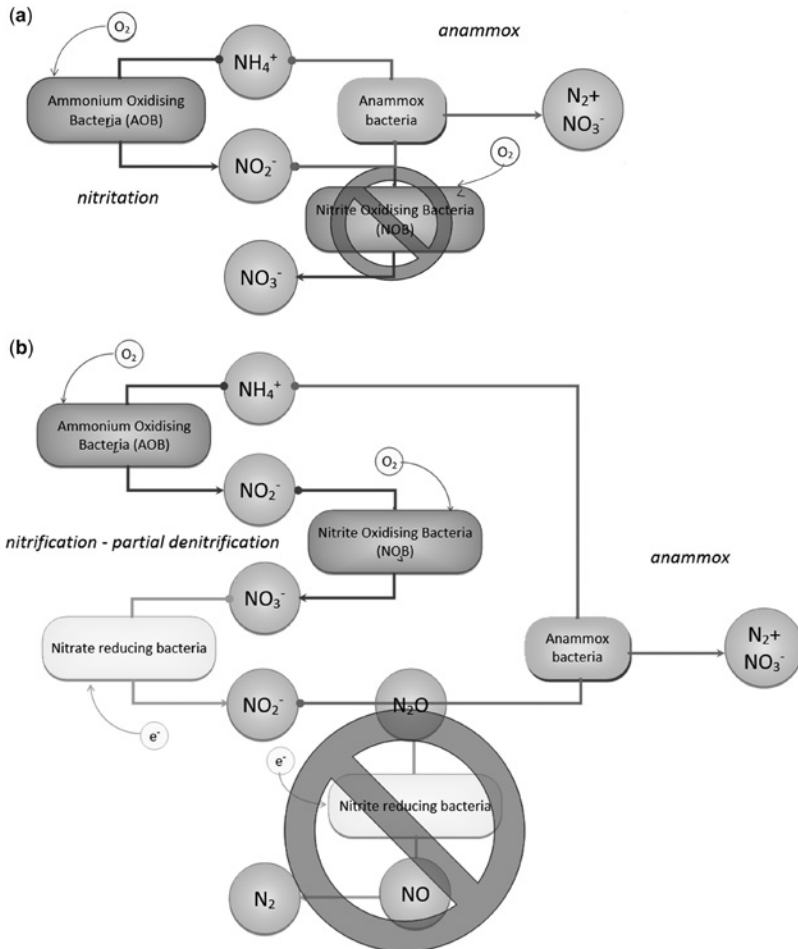 (a)
O₂
NH₄⁺
anammox
Ammonium Oxidising
Bacteria (AOB)
Anammox
bacteria
N₂+
NO₃⁻
O₂
NO₂⁻
nitritation
Nitrite Oxidising Bacteria
(NOB)
NO₃⁻
(b)
O₂
NH₄⁺
Ammonium Oxidising
Bacteria (AOB)
O₂
NO₂⁻
nitrification - partial denitrification
Nitrite Oxidising Bacteria
(NOB)
anammox
NO₃⁻
Nitrate reducing bacteria
Anammox
bacteria
N₂+
NO₃⁻
NO₂⁻
N₂O
e⁻
e⁻
Nitrite reducing bacteria
N₂
NO